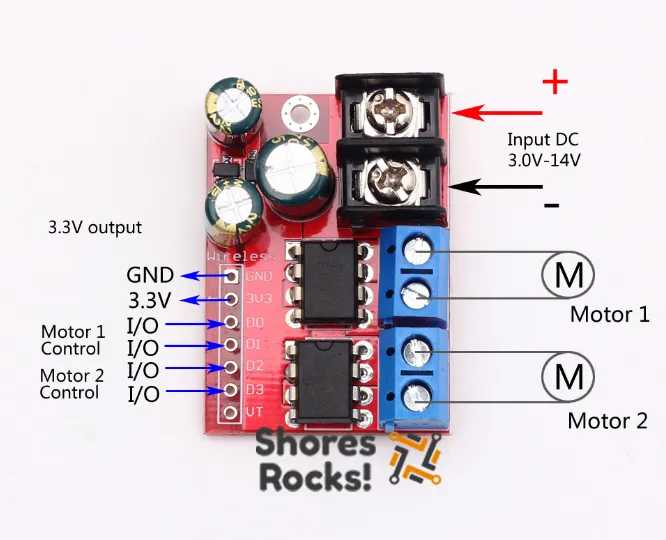 +
Input DC
3.0V-14V
-
3.3V output
Wireless
GND
GND
3.3V
3V3
Motor 1
Control
I/O
D0
I/O
D1
Motor 2
Control
I/O
D2
I/O
D3
VT
M
Motor 1
M
Motor 2
Shores
Rocks!